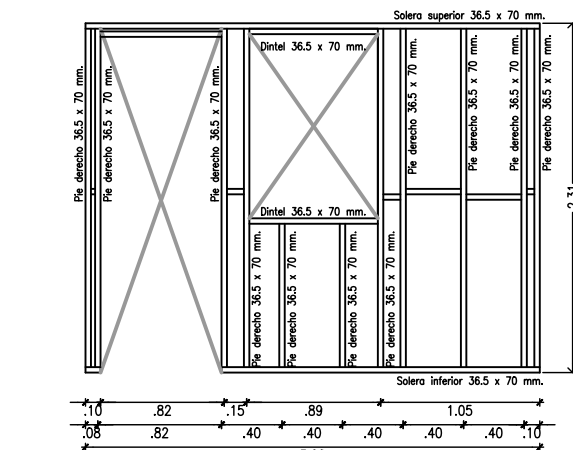 Solera superior 36.5 x 70 mm.
Dintel 36.5 x 70 mm.
Pie derecho 36.5 x 70 mm.
Pie derecho 36.5 x 70 mm.
Pie derecho 36.5 x 70 mm.
Pie derecho 36.5 x 70 mm.
Pie derecho 36.5 x 70 mm.
Pie derecho 36.5 x 70 mm.
Pie derecho 36.5 x 70 mm.
2.31
Dintel 36.5 x 70 mm.
Pie derecho 36.5 x 70 mm.
Pie derecho 36.5 x 70 mm.
Pie derecho 36.5 x 70 mm.
Pie derecho 36.5 x 70 mm.
Solera inferior 36.5 x 70 mm.
.10 .82 .15 .89 1.05
.08 .82 .40 .40 .40 .40 .40 .10